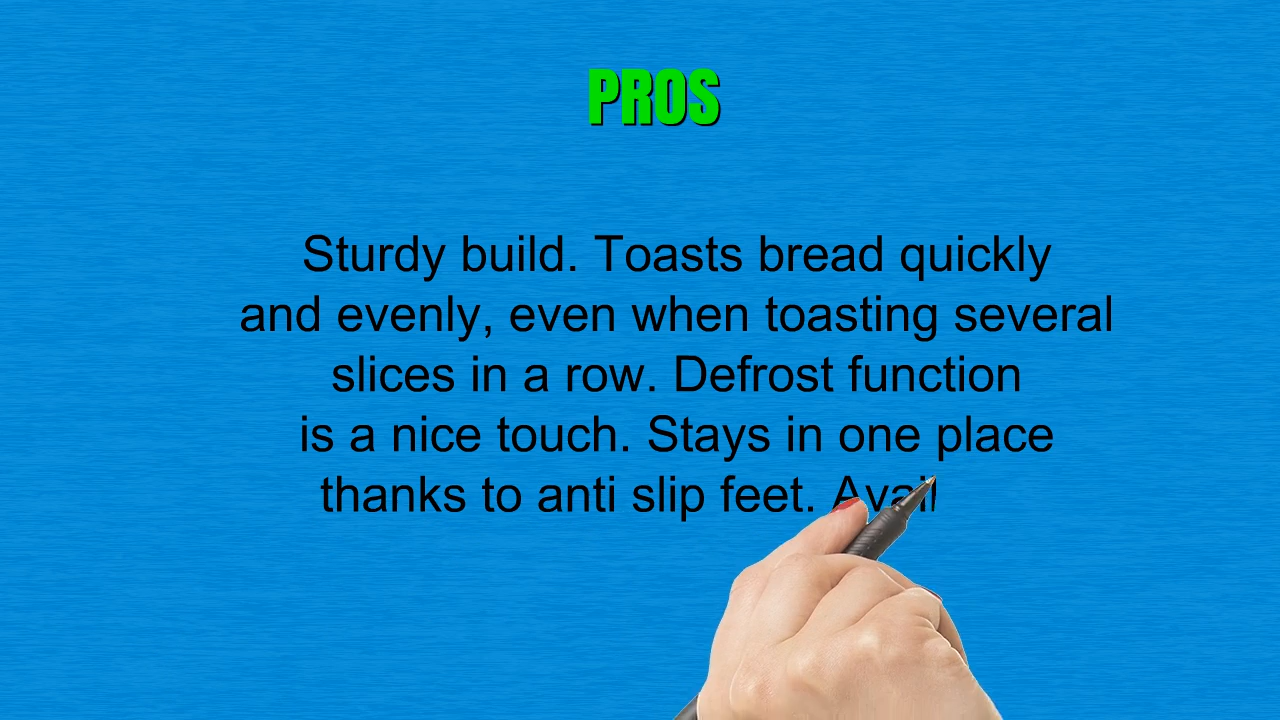 PROS
Sturdy build. Toasts bread quickly
and evenly, even when toasting several
slices in a row. Defrost function
is a nice touch. Stays in one place
thanks to anti slip feet. Avail